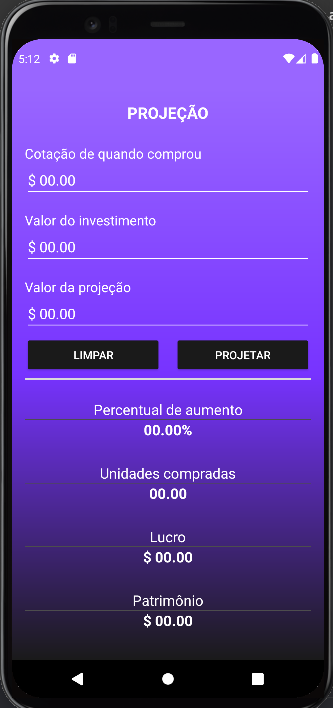 5:12
PROJEÇÃO
Cotação de quando comprou
$ 00.00
Valor do investimento
$ 00.00
Valor da projeção
$ 00.00
LIMPAR PROJETAR
Percentual de aumento
00.00%
Unidades compradas
00.00
Lucro
$ 00.00
Patrimônio
$ 00.00